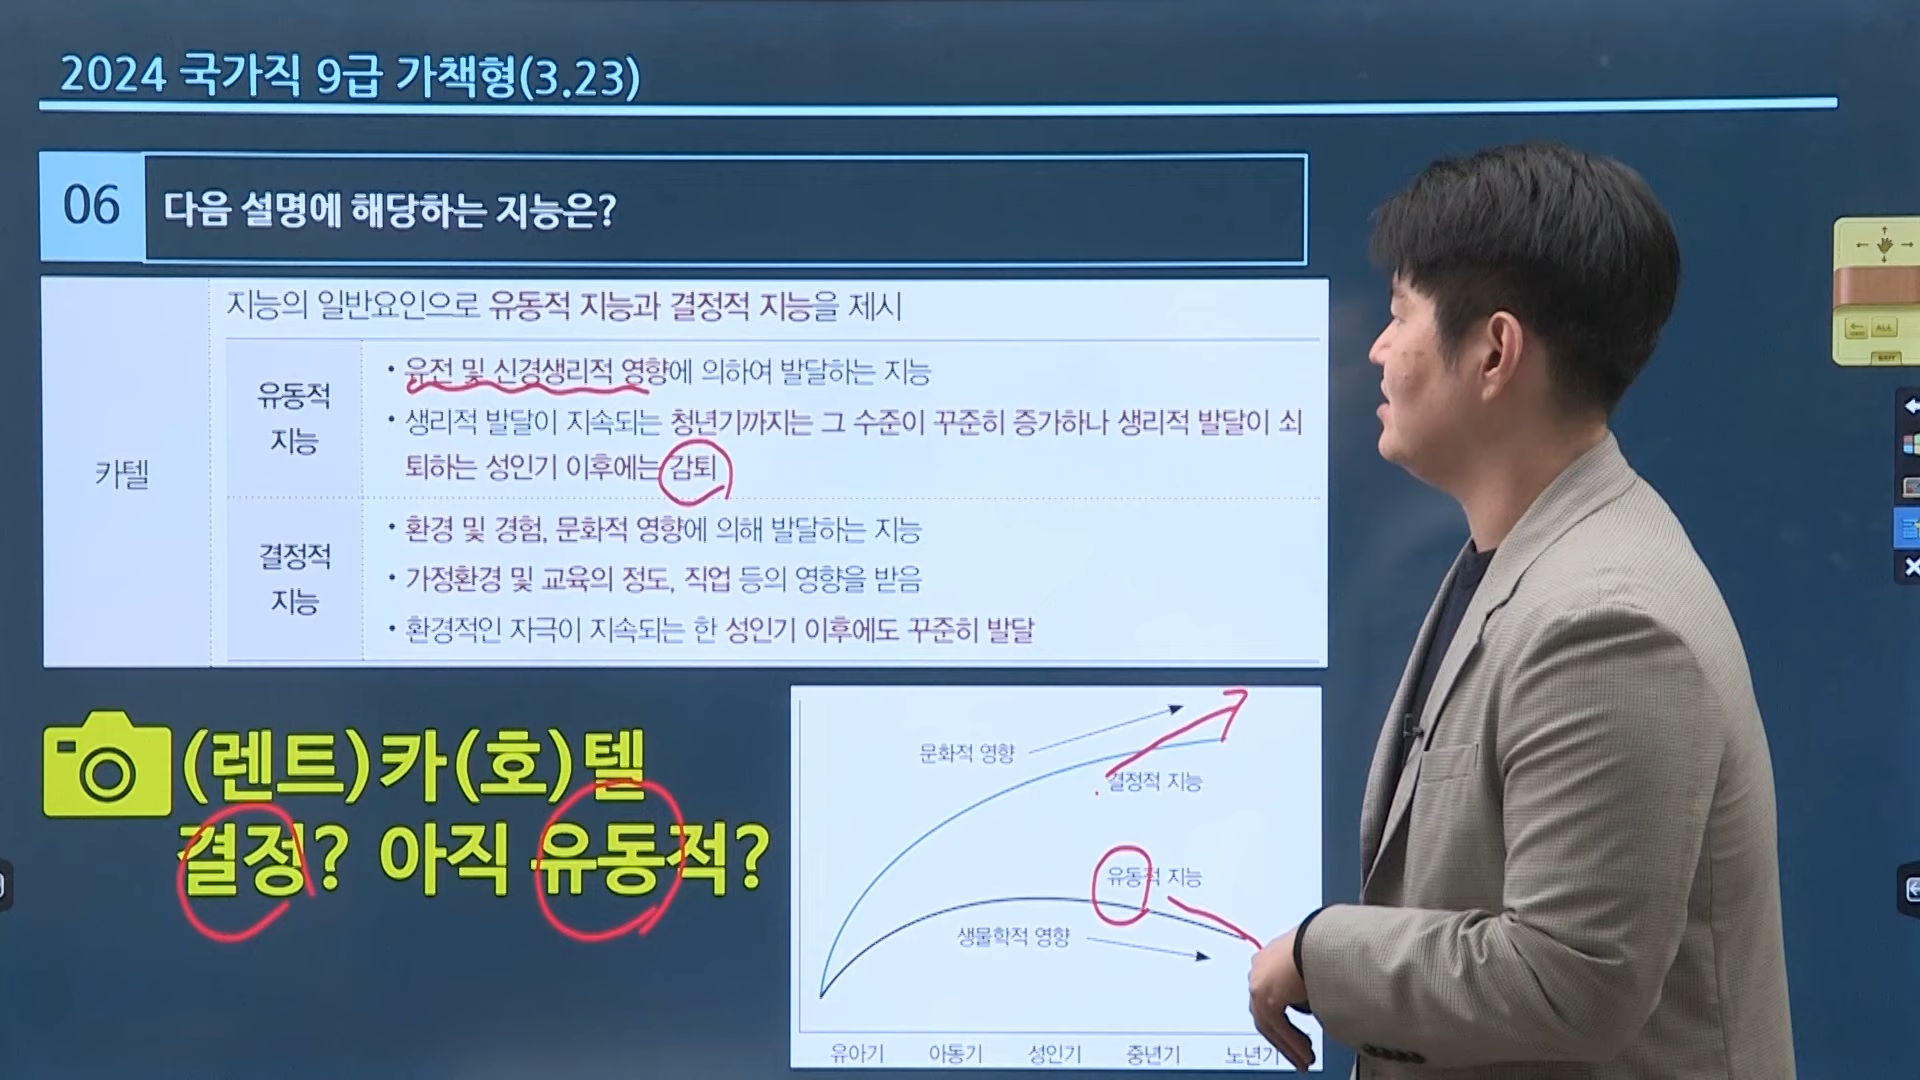 2024 국가직 9급 가책형(3.23)
06 다음 설명에 해당하는 지능은?
카텔
지능의 일반요인으로 유동적 지능과 결정적 지능을 제시
유동적
지능
• 유전 및 신경생리적 영향에 의하여 발달하는 지능
• 생리적 발달이 지속되는 청년기까지는 그 수준이 꾸준히 증가하나 생리적 발달이 쇠
퇴하는 성인기 이후에는 감퇴
결정적
지능
• 환경 및 경험, 문화적 영향에 의해 발달하는 지능
• 가정환경 및 교육의 정도, 직업 등의 영향을 받음
• 환경적인 자극이 지속되는 한 성인기 이후에도 꾸준히 발달
(렌트)카(호)텔
결정? 아직 유동적?
문화적 영향
결정적 지능
유동적 지능
생물학적 영향
유아기 아동기 성인기 중년기 노년기
ALL